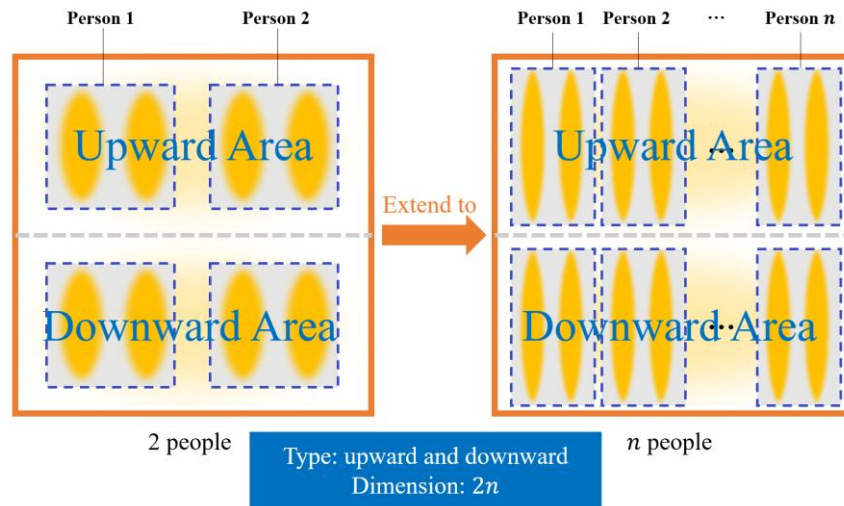 Person 1 Person 2 Person 1 Person 2 ⋯ Person n
Upward Area Upward Area
...
Extend to
Downward Area Downward Area
...
2 people n people
Type: upward and downward
Dimension: 2n